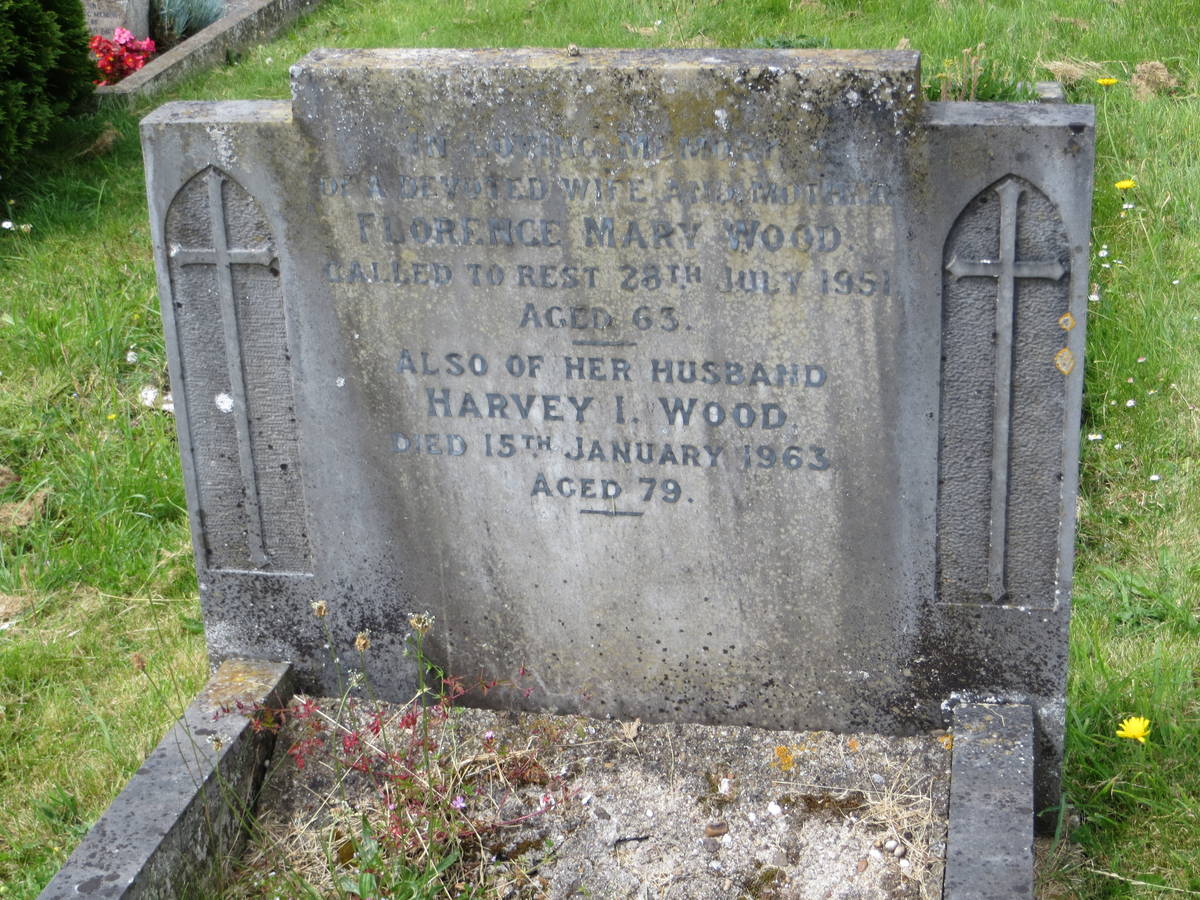 IN LOVING MEMORY
OF A DEVOTED WIFE AND MOTHER
FLORENCE MARY WOOD.
CALLED TO REST 28TH JULY 1951
AGED 63.
ALSO OF HER HUSBAND
HARVEY I. WOOD.
DIED 15TH JANUARY 1963
AGED 79.